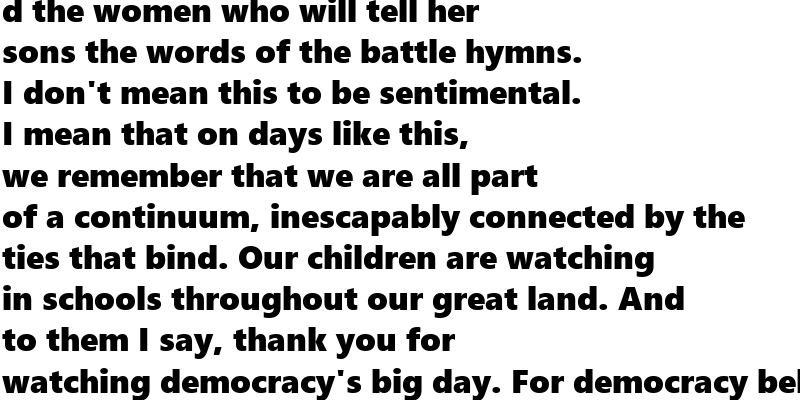 d the women who will tell her
sons the words of the battle hymns.
I don't mean this to be sentimental.
I mean that on days like this,
we remember that we are all part
of a continuum, inescapably connected by the
ties that bind. Our children are watching
in schools throughout our great land. And
to them I say, thank you for
watching democracy's big day. For democracy